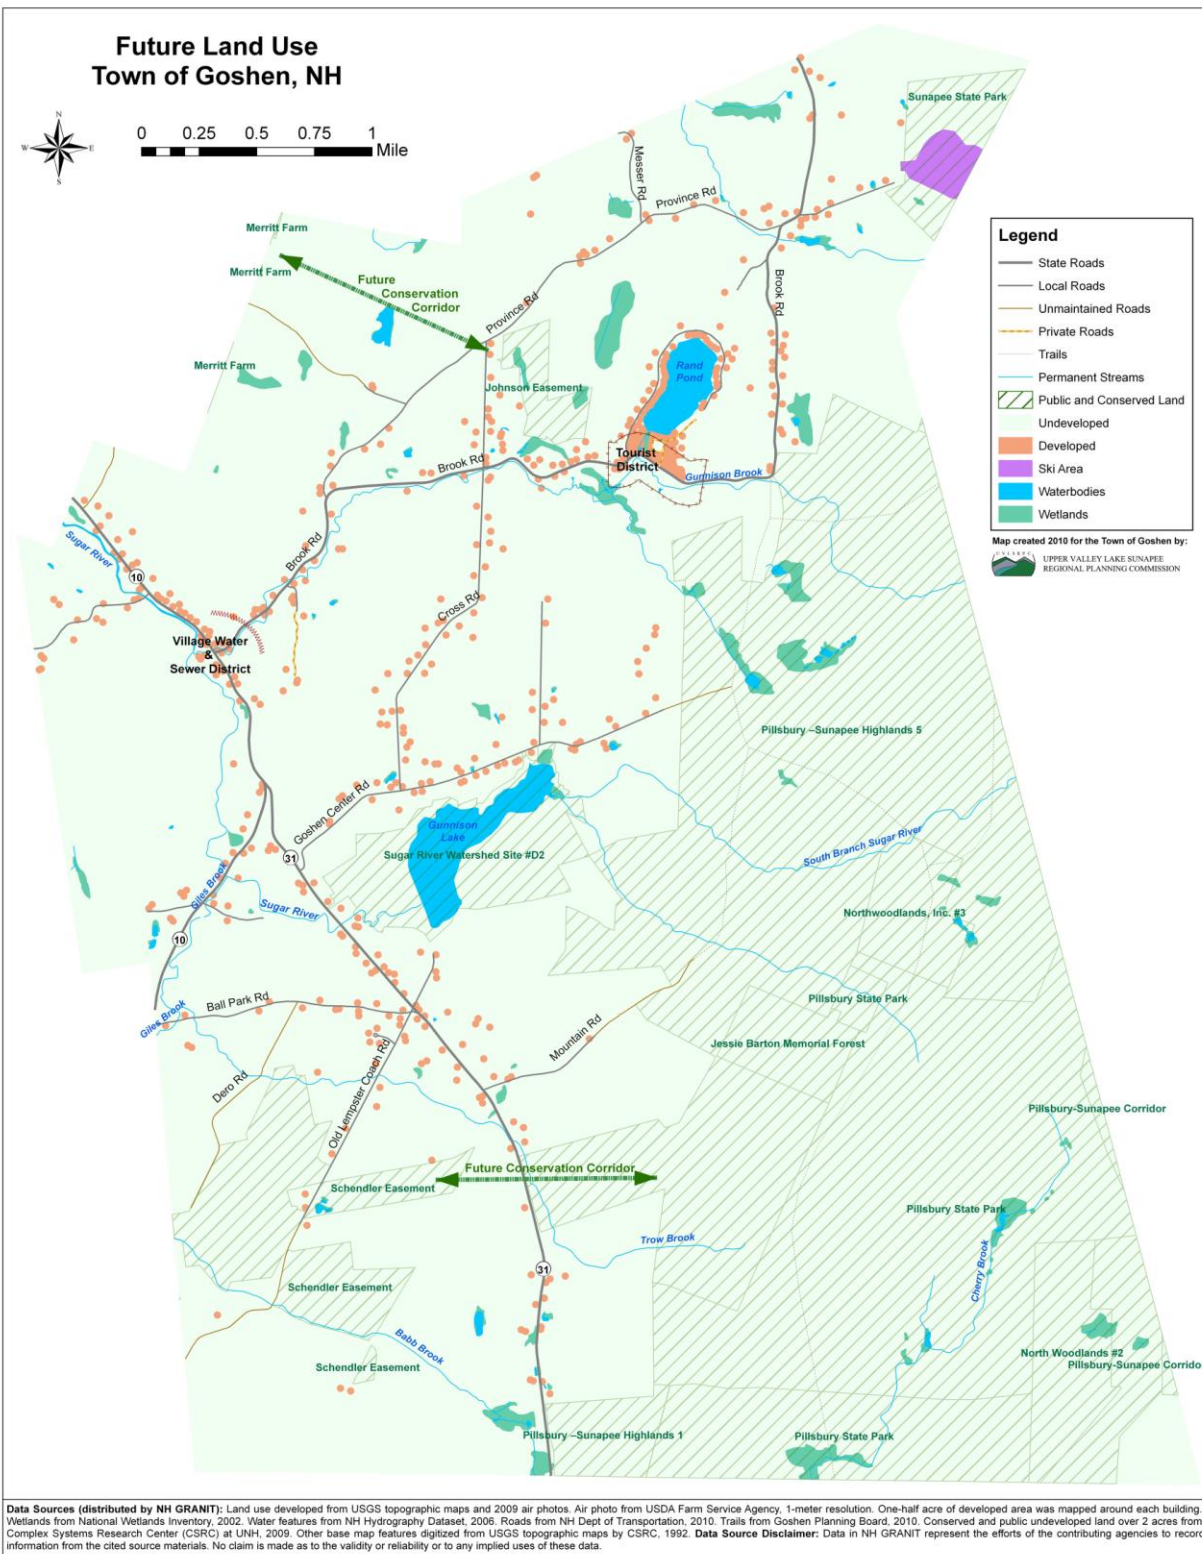 Future Land Use
Town of Goshen, NH
N
W
E
S
0 0.25 0.5 0.75 1
Mile
Sunapee State Park
Messer Rd
Province Rd
Merritt Farm
Merritt Farm
Future
Conservation
Corridor
Province Rd
Brook Rd
Merritt Farm
Rand
Pond
Johnson Easement
Tourist
District
Brook Rd
Gunnison Brook
Sugar River
10
Brook Rd
Cross Rd
Village Water
&
Sewer District
Pillsbury –Sunapee Highlands 5
Goshen Center Rd
Gunnison
Lake
Sugar River Watershed Site #D2
South Branch Sugar River
31
Giles Brook
Sugar River
Northwoodlands, Inc. #3
10
Pillsbury State Park
Ball Park Rd
Giles Brook
Mountain Rd
Jessie Barton Memorial Forest
Dero Rd
Old Lempster Coach Rd
Pillsbury-Sunapee Corridor
Future Conservation Corridor
Schendler Easement
Pillsbury State Park
Trow Brook
31
Cherry Brook
Schendler Easement
Babb Brook
North Woodlands #2
Pillsbury-Sunapee Corrido
Schendler Easement
Pillsbury –Sunapee Highlands 1
Pillsbury State Park
Legend
State Roads
Local Roads
Unmaintained Roads
Private Roads
Trails
Permanent Streams
Public and Conserved Land
Undeveloped
Developed
Ski Area
Waterbodies
Wetlands
Map created 2010 for the Town of Goshen by:
UVLSRPC
UPPER VALLEY LAKE SUNAPEE
REGIONAL PLANNING COMMISSION
Data Sources (distributed by NH GRANIT): Land use developed from USGS topographic maps and 2009 air photos. Air photo from USDA Farm Service Agency, 1-meter resolution. One-half acre of developed area was mapped around each building.
Wetlands from National Wetlands Inventory, 2002. Water features from NH Hydrography Dataset, 2006. Roads from NH Dept of Transportation, 2010. Trails from Goshen Planning Board, 2010. Conserved and public undeveloped land over 2 acres from
Complex Systems Research Center (CSRC) at UNH, 2009. Other base map features digitized from USGS topographic maps by CSRC, 1992. Data Source Disclaimer: Data in NH GRANIT represent the efforts of the contributing agencies to record
information from the cited source materials. No claim is made as to the validity or reliability or to any implied uses of these data.